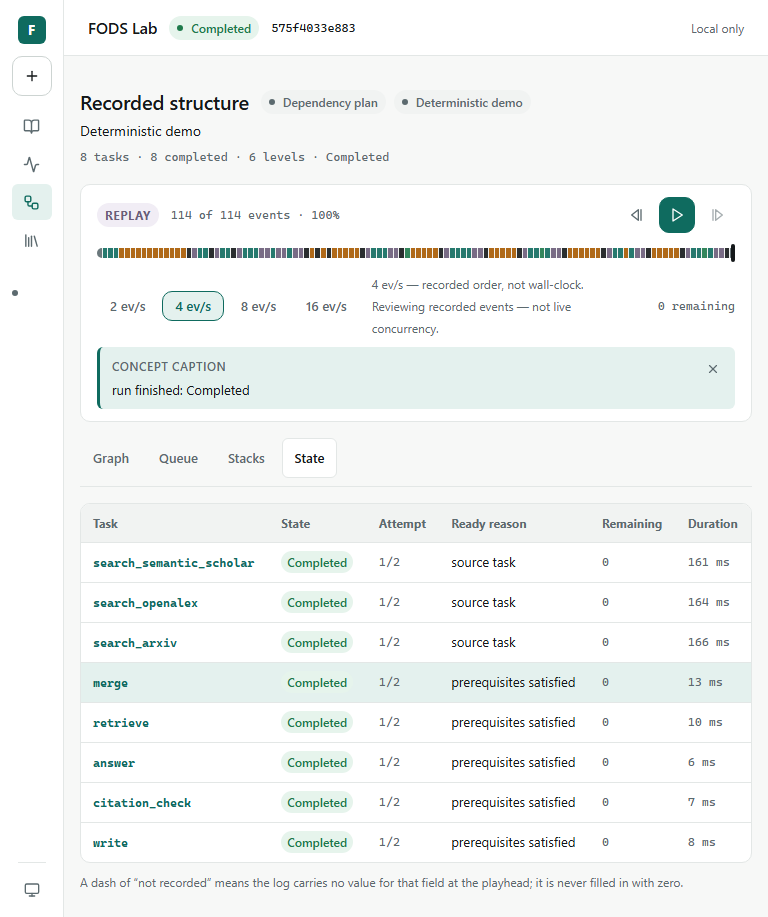 F
FODS Lab Completed 575f4033e883 Local only
Recorded structure Dependency plan Deterministic demo
Deterministic demo
8 tasks · 8 completed · 6 levels · Completed
REPLAY 114 of 114 events · 100%
2 ev/s 4 ev/s 8 ev/s 16 ev/s
4 ev/s — recorded order, not wall-clock.
Reviewing recorded events — not live
concurrency.
0 remaining
CONCEPT CAPTION
run finished: Completed
Graph Queue Stacks State
Task State Attempt Ready reason Remaining Duration
search_semantic_scholar Completed 1/2 source task 0 161 ms
search_openalex Completed 1/2 source task 0 164 ms
search_arxiv Completed 1/2 source task 0 166 ms
merge Completed 1/2 prerequisites satisfied 0 13 ms
retrieve Completed 1/2 prerequisites satisfied 0 10 ms
answer Completed 1/2 prerequisites satisfied 0 6 ms
citation_check Completed 1/2 prerequisites satisfied 0 7 ms
write Completed 1/2 prerequisites satisfied 0 8 ms
A dash of “not recorded” means the log carries no value for that field at the playhead; it is never filled in with zero.